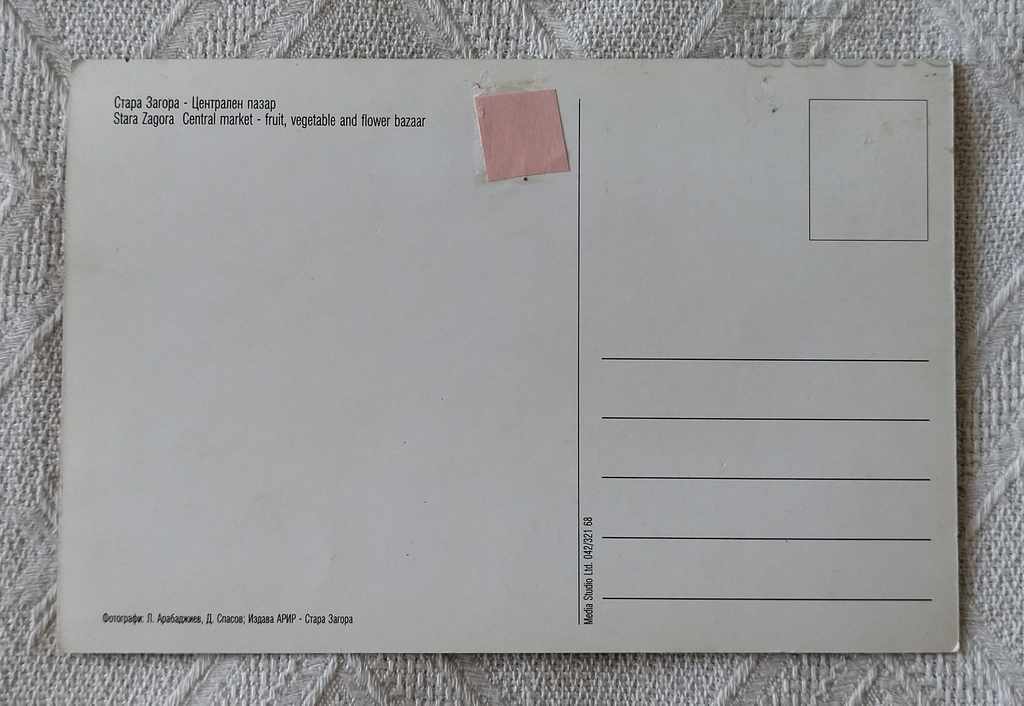 Стара Загора - Централен пазар
Stara Zagora Central market - fruit, vegetable and flower bazaar
Media Studio Ltd. 042/321 68
Фотографи: Л. Арабаджиев, Д. Спасов; Издава АРИР - Стара Загора